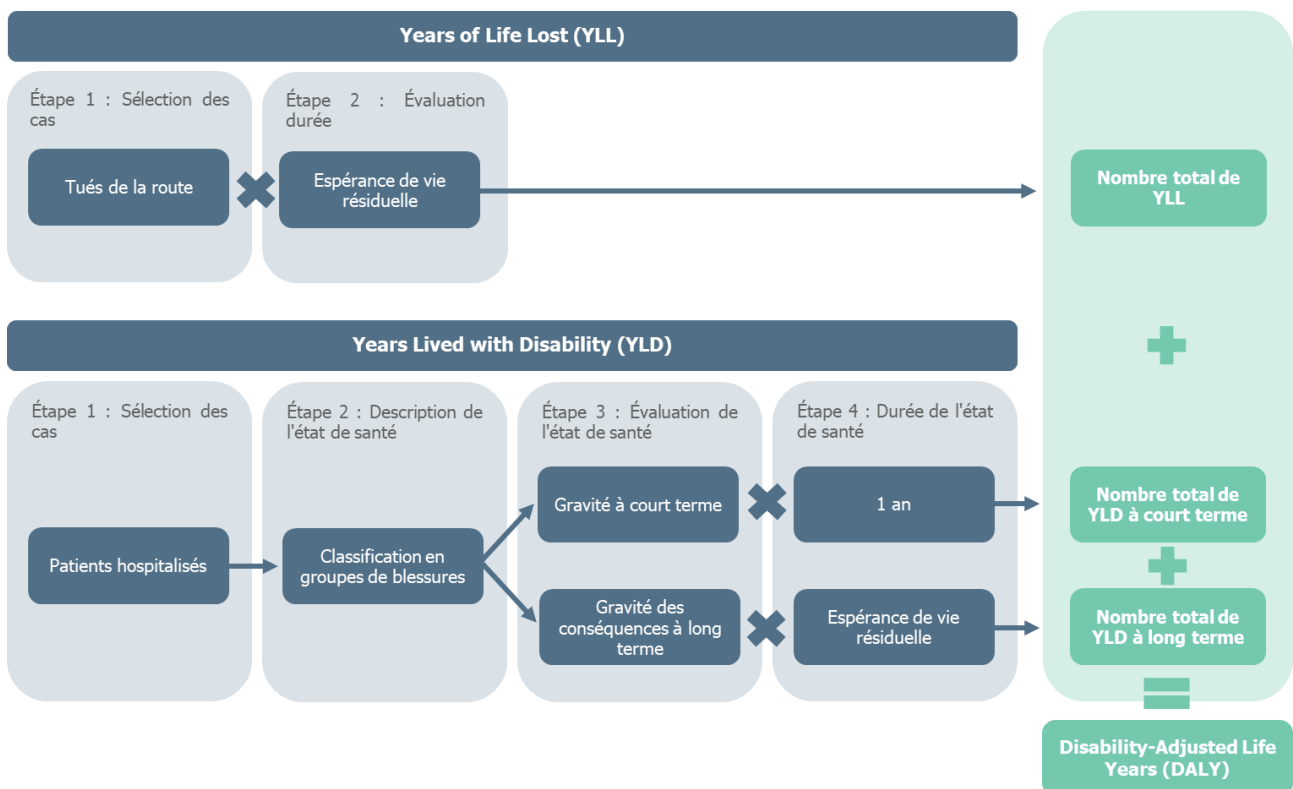 Years of Life Lost (YLL)
Étape 1 : Sélection des
cas
Étape 2 : Évaluation
durée
Tués de la route
Espérance de vie
résiduelle
Nombre total de
YLL
Years Lived with Disability (YLD)
Étape 1 : Sélection des
cas
Étape 2 : Description de
l'état de santé
Étape 3 : Évaluation de
l'état de santé
Étape 4 : Durée de l'état
de santé
Patients hospitalisés
Classification en
groupes de blessures
Gravité à court terme
1 an
Nombre total de
YLD à court terme
Gravité des
conséquences à long
terme
Espérance de vie
résiduelle
Nombre total de
YLD à long terme
Disability-Adjusted Life
Years (DALY)